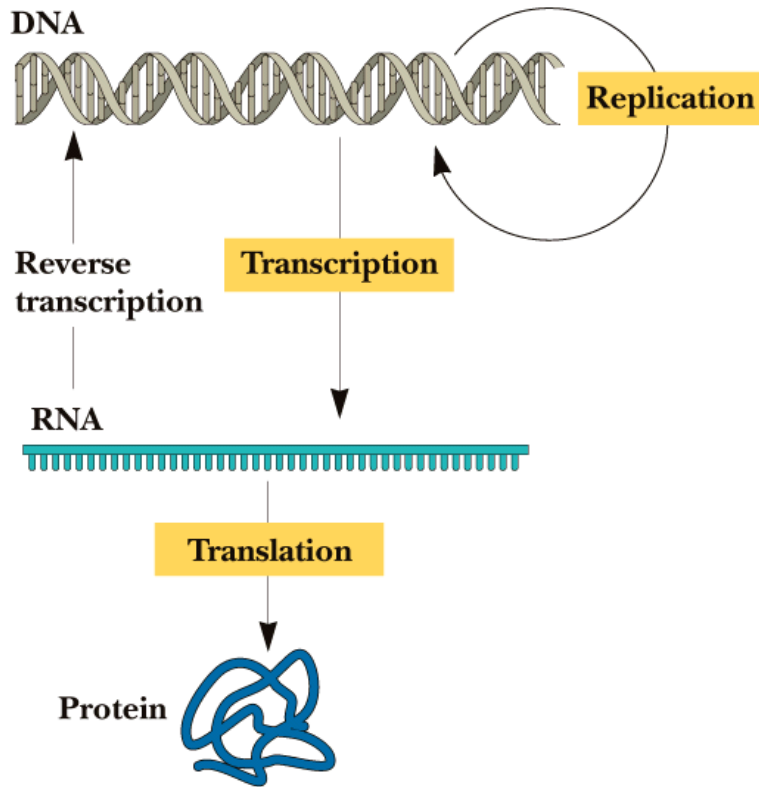 DNA
Replication
Transcription
Reverse
transcription
RNA
Translation
Protein